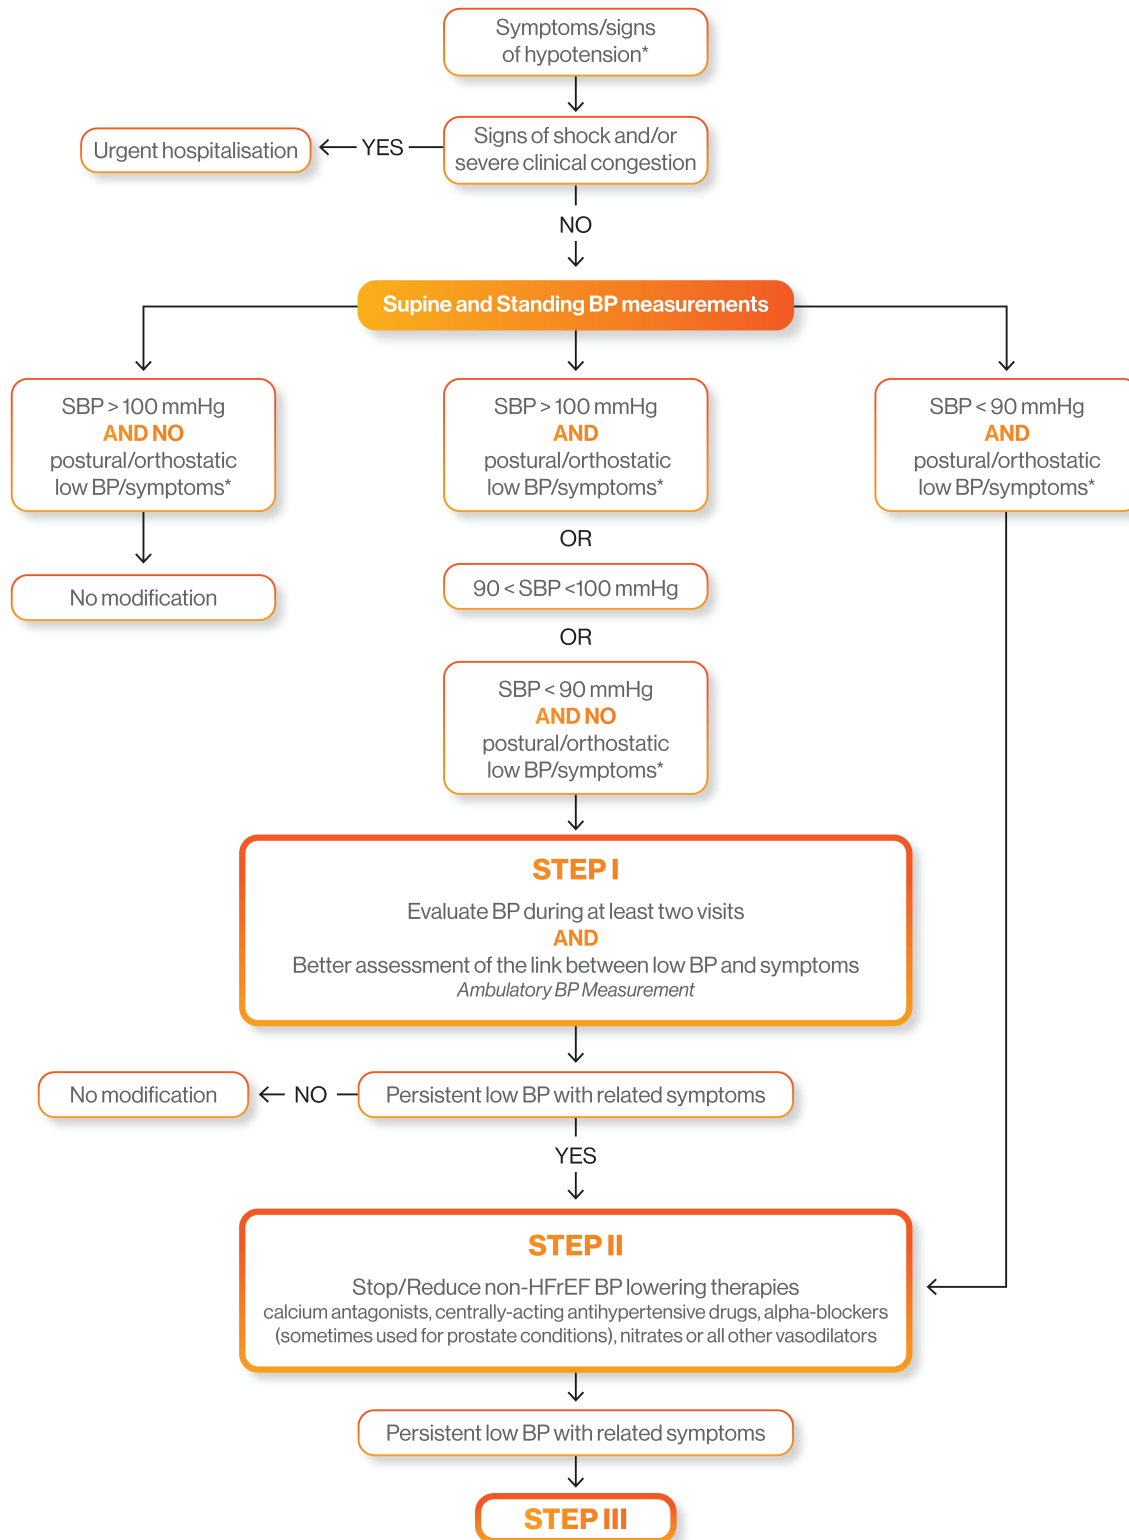 Symptoms/signs
of hypotension*
Signs of shock and/or
severe clinical congestion
YES
Urgent hospitalisation
NO
Supine and Standing BP measurements
SBP > 100 mmHg
AND NO
postural/orthostatic
low BP/symptoms*
No modification
SBP > 100 mmHg
AND
postural/orthostatic
low BP/symptoms*
OR
90 < SBP <100 mmHg
OR
SBP < 90 mmHg
AND NO
postural/orthostatic
low BP/symptoms*
SBP < 90 mmHg
AND
postural/orthostatic
low BP/symptoms*
STEP I
Evaluate BP during at least two visits
AND
Better assessment of the link between low BP and symptoms
Ambulatory BP Measurement
Persistent low BP with related symptoms
NO
No modification
YES
STEP II
Stop/Reduce non-HFrEF BP lowering therapies
calcium antagonists, centrally-acting antihypertensive drugs, alpha-blockers
(sometimes used for prostate conditions), nitrates or all other vasodilators
Persistent low BP with related symptoms
STEP III